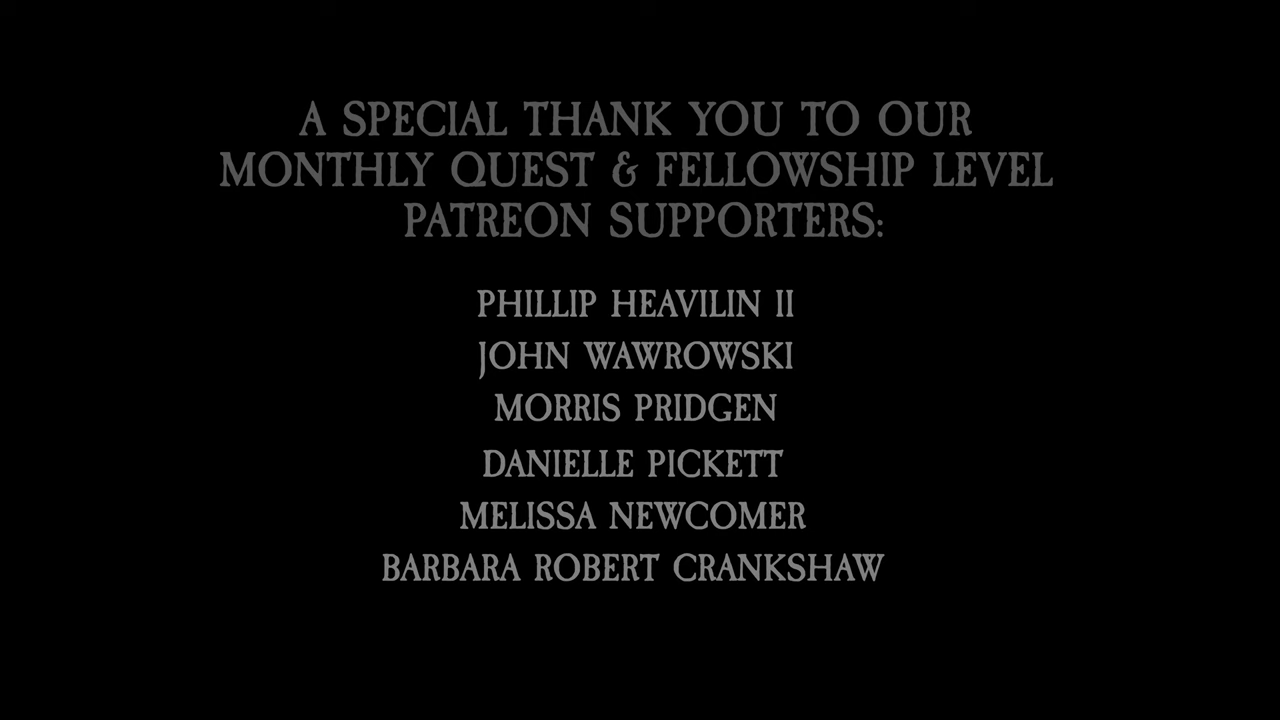 A SPECIAL THANK YOU TO OUR
MONTHLY QUEST & FELLOWSHIP LEVEL
PATREON SUPPORTERS:
PHILLIP HEAVILIN II
JOHN WAWROWSKI
MORRIS PRIDGEN
DANIELLE PICKETT
MELISSA NEWCOMER
BARBARA ROBERT CRANKSHAW